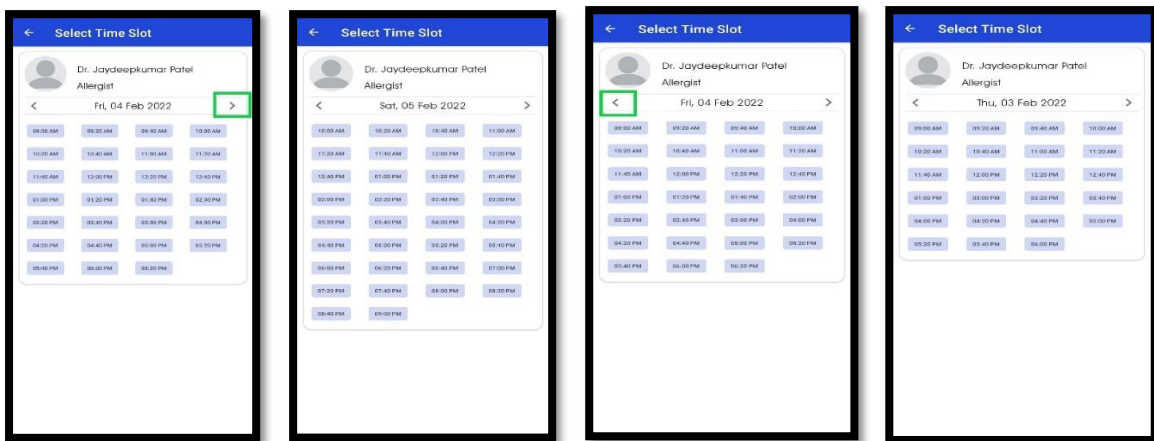 Select Time Slot
Dr. Jaydeepkumar Patel
Allergist
Fri, 04 Feb 2022
09:00 AM 09:20 AM 09:40 AM 10:00 AM
10:20 AM 10:40 AM 11:00 AM 11:20 AM
11:40 AM 12:00 PM 12:20 PM 12:40 PM
01:00 PM 01:20 PM 01:40 PM 02:00 PM
02:20 PM 02:40 PM 03:00 PM 04:00 PM
04:20 PM 04:40 PM 05:00 PM 05:20 PM
05:40 PM 06:00 PM 06:20 PM
Select Time Slot
Dr. Jaydeepkumar Patel
Allergist
Sat, 05 Feb 2022
10:00 AM 10:20 AM 10:40 AM 11:00 AM
11:20 AM 11:40 AM 12:00 PM 12:20 PM
12:40 PM 01:00 PM 01:20 PM 01:40 PM
02:00 PM 02:20 PM 02:40 PM 03:00 PM
03:20 PM 03:40 PM 04:00 PM 04:20 PM
04:40 PM 05:00 PM 05:20 PM 05:40 PM
06:00 PM 06:20 PM 06:40 PM 07:00 PM
07:20 PM 07:40 PM 08:00 PM 08:20 PM
08:40 PM 09:00 PM
Select Time Slot
Dr. Jaydeepkumar Patel
Allergist
Fri, 04 Feb 2022
09:00 AM 09:20 AM 09:40 AM 10:00 AM
10:20 AM 10:40 AM 11:00 AM 11:20 AM
11:40 AM 12:00 PM 12:20 PM 12:40 PM
01:00 PM 01:20 PM 01:40 PM 02:00 PM
02:20 PM 02:40 PM 03:00 PM 04:00 PM
04:20 PM 04:40 PM 05:00 PM 05:20 PM
05:40 PM 06:00 PM 06:20 PM
Select Time Slot
Dr. Jaydeepkumar Patel
Allergist
Thu, 03 Feb 2022
09:00 AM 09:20 AM 09:40 AM 10:00 AM
10:20 AM 10:40 AM 11:00 AM 11:20 AM
11:40 AM 12:00 PM 12:20 PM 12:40 PM
01:00 PM 03:00 PM 03:20 PM 03:40 PM
04:00 PM 04:20 PM 04:40 PM 05:00 PM
05:20 PM 05:40 PM 06:00 PM